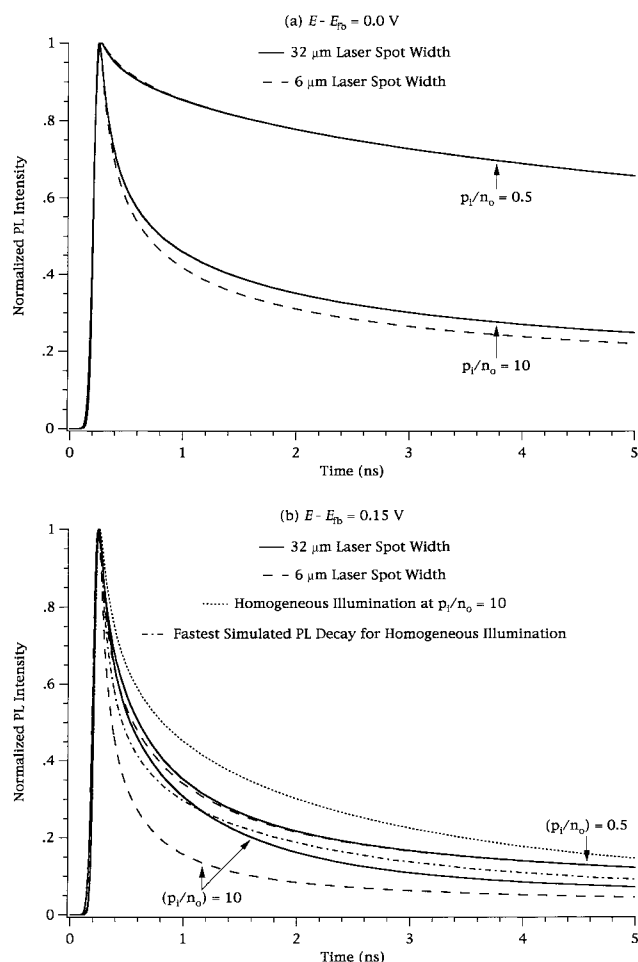 (a) E - E_fb = 0.0 V
32 µm Laser Spot Width
6 µm Laser Spot Width
Normalized PL Intensity
1
.8
.6
.4
.2
0
p_i/n_o = 0.5
p_i/n_o = 10
0 1 2 3 4 5
Time (ns)
(b) E - E_fb = 0.15 V
32 µm Laser Spot Width
6 µm Laser Spot Width
Homogeneous Illumination at p_i/n_o = 10
Fastest Simulated PL Decay for Homogeneous Illumination
Normalized PL Intensity
1
.8
.6
.4
.2
0
(p_i/n_o) = 0.5
(p_i/n_o) = 10
0 1 2 3 4 5
Time (ns)